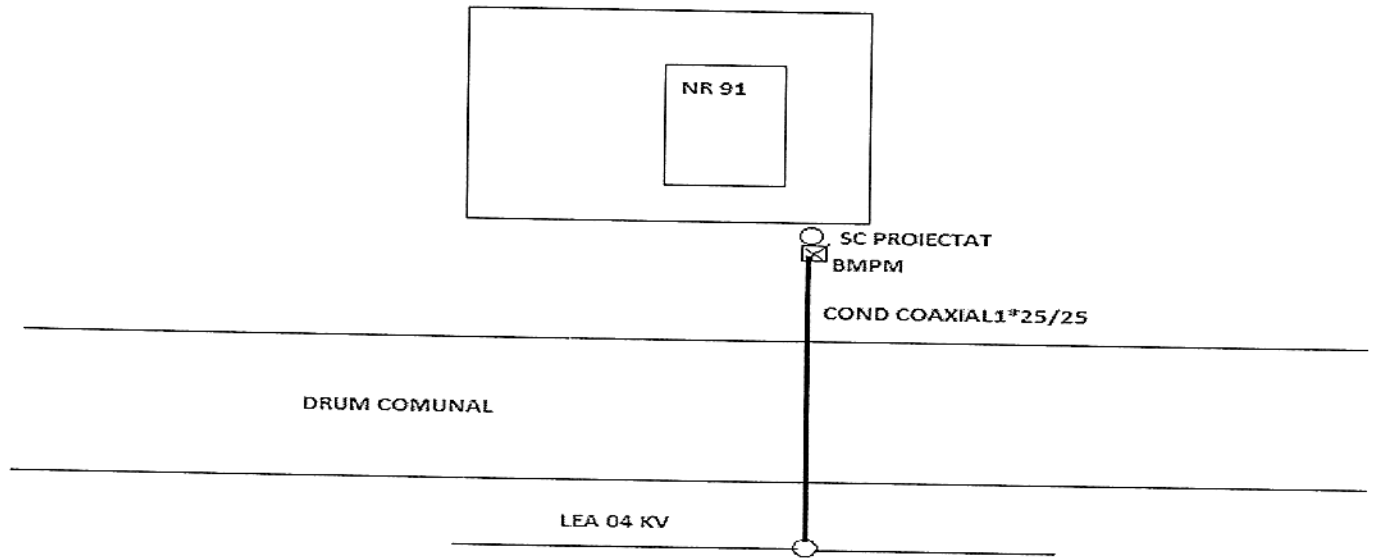 NR 91
SC PROIECTAT
BMPM
COND COAXIAL1*25/25
DRUM COMUNAL
LEA 04 KV